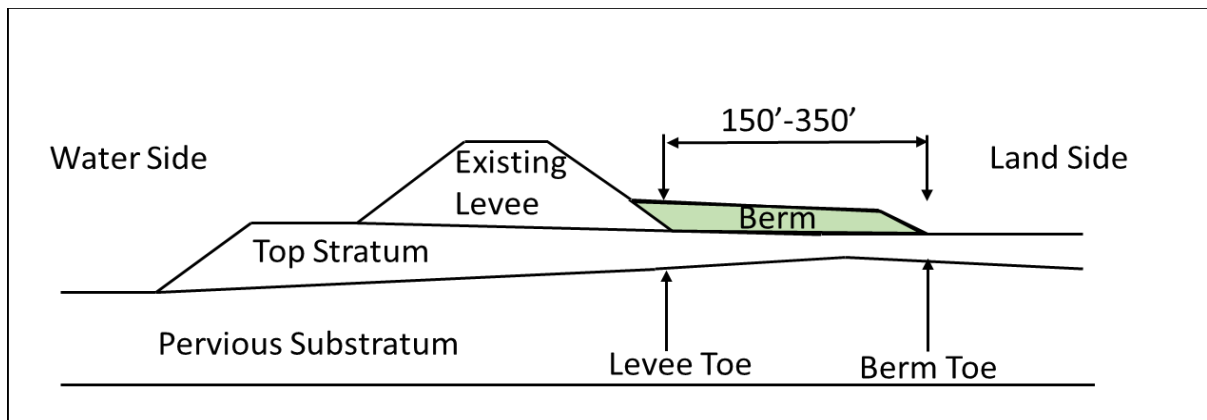 150’-350’
Water Side
Existing
Levee
Land Side
Berm
Top Stratum
Pervious Substratum
Levee Toe
Berm Toe